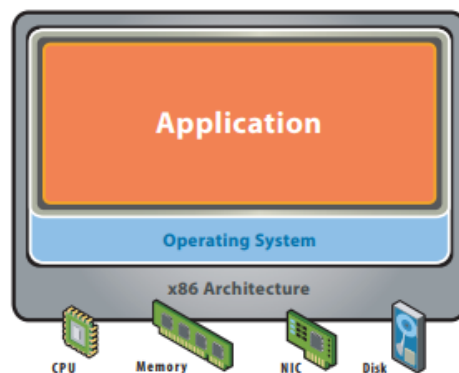 Application
Operating System
x86 Architecture
CPU
Memory
NIC
Disk